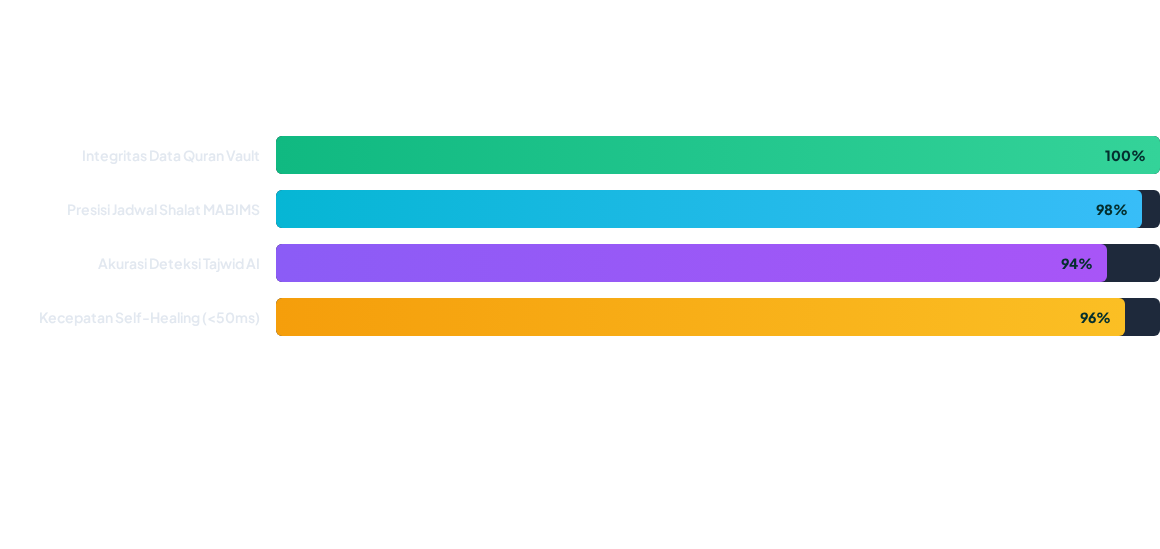 Integritas Data Quran Vault
100%
Presisi Jadwal Shalat MABIMS
98%
Akurasi Deteksi Tajwid AI
94%
Kecepatan Self-Healing (<50ms)
96%